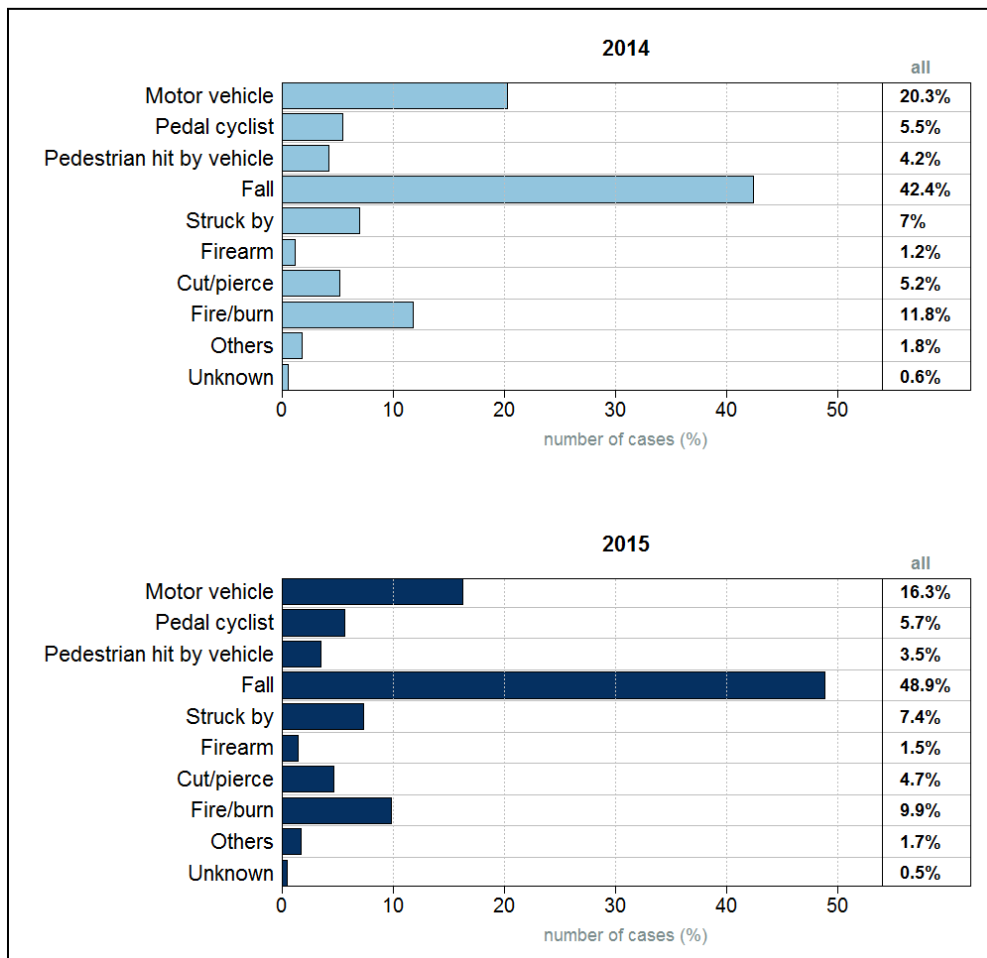 2014
all
Motor vehicle 20.3%
Pedal cyclist 5.5%
Pedestrian hit by vehicle 4.2%
Fall 42.4%
Struck by 7%
Firearm 1.2%
Cut/pierce 5.2%
Fire/burn 11.8%
Others 1.8%
Unknown 0.6%
0 10 20 30 40 50
number of cases (%)
2015
all
Motor vehicle 16.3%
Pedal cyclist 5.7%
Pedestrian hit by vehicle 3.5%
Fall 48.9%
Struck by 7.4%
Firearm 1.5%
Cut/pierce 4.7%
Fire/burn 9.9%
Others 1.7%
Unknown 0.5%
0 10 20 30 40 50
number of cases (%)